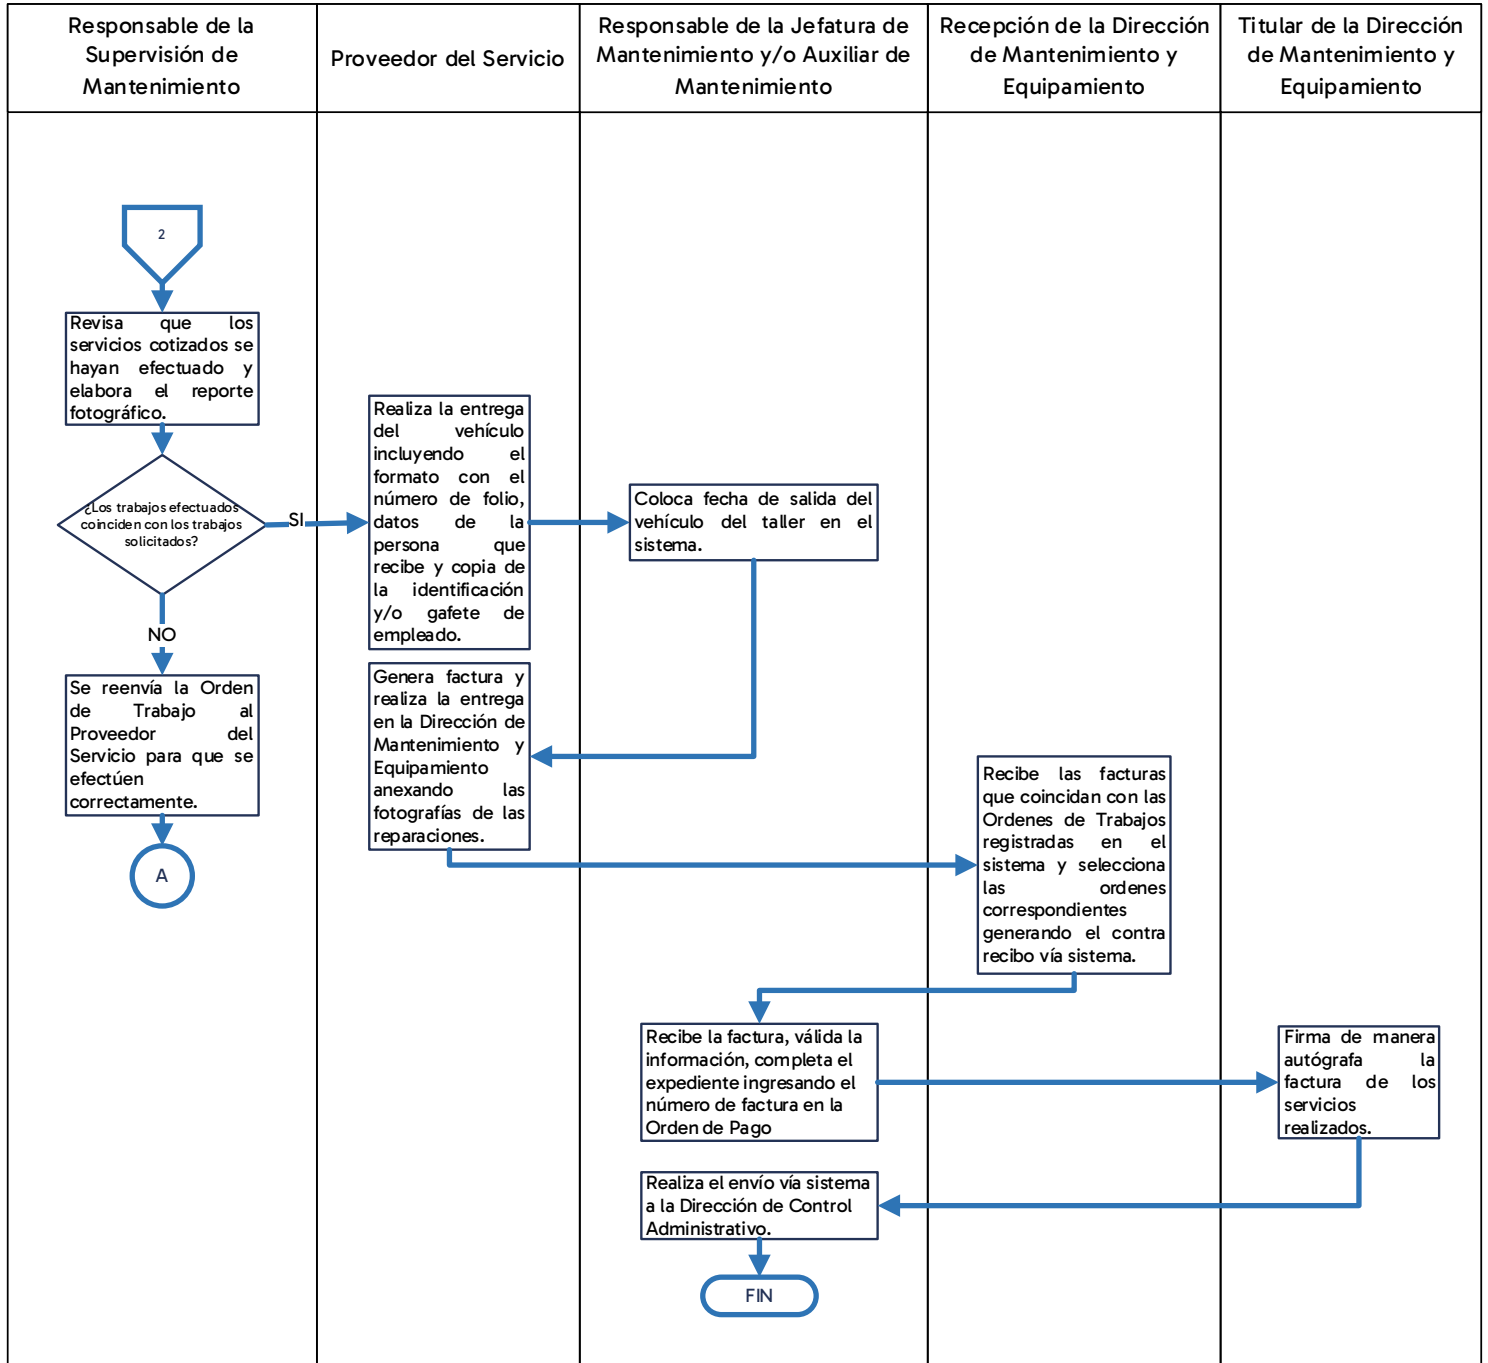 Responsable de la
Supervisión de
Mantenimiento
Proveedor del Servicio
Responsable de la Jefatura de
Mantenimiento y/o Auxiliar de
Mantenimiento
Recepción de la Dirección
de Mantenimiento y
Equipamiento
Titular de la Dirección
de Mantenimiento y
Equipamiento
2
Revisa que los
servicios cotizados se
hayan efectuado y
elabora el reporte
fotográfico.
¿Los trabajos efectuados
coinciden con los trabajos
solicitados?
SI
NO
Se reenvía la Orden
de Trabajo al
Proveedor del
Servicio para que se
efectúen
correctamente.
A
Realiza la entrega
del vehículo
incluyendo el
formato con el
número de folio,
datos de la
persona que
recibe y copia de
la identificación
y/o gafete de
empleado.
Coloca fecha de salida del
vehículo del taller en el
sistema.
Genera factura y
realiza la entrega
en la Dirección de
Mantenimiento y
Equipamiento
anexando las
fotografías de las
reparaciones.
Recibe las facturas
que coincidan con las
Ordenes de Trabajos
registradas en el
sistema y selecciona
las ordenes
correspondientes
generando el contra
recibo vía sistema.
Recibe la factura, válida la
información, completa el
expediente ingresando el
número de factura en la
Orden de Pago
Firma de manera
autógrafa la
factura de los
servicios
realizados.
Realiza el envío vía sistema
a la Dirección de Control
Administrativo.
FIN